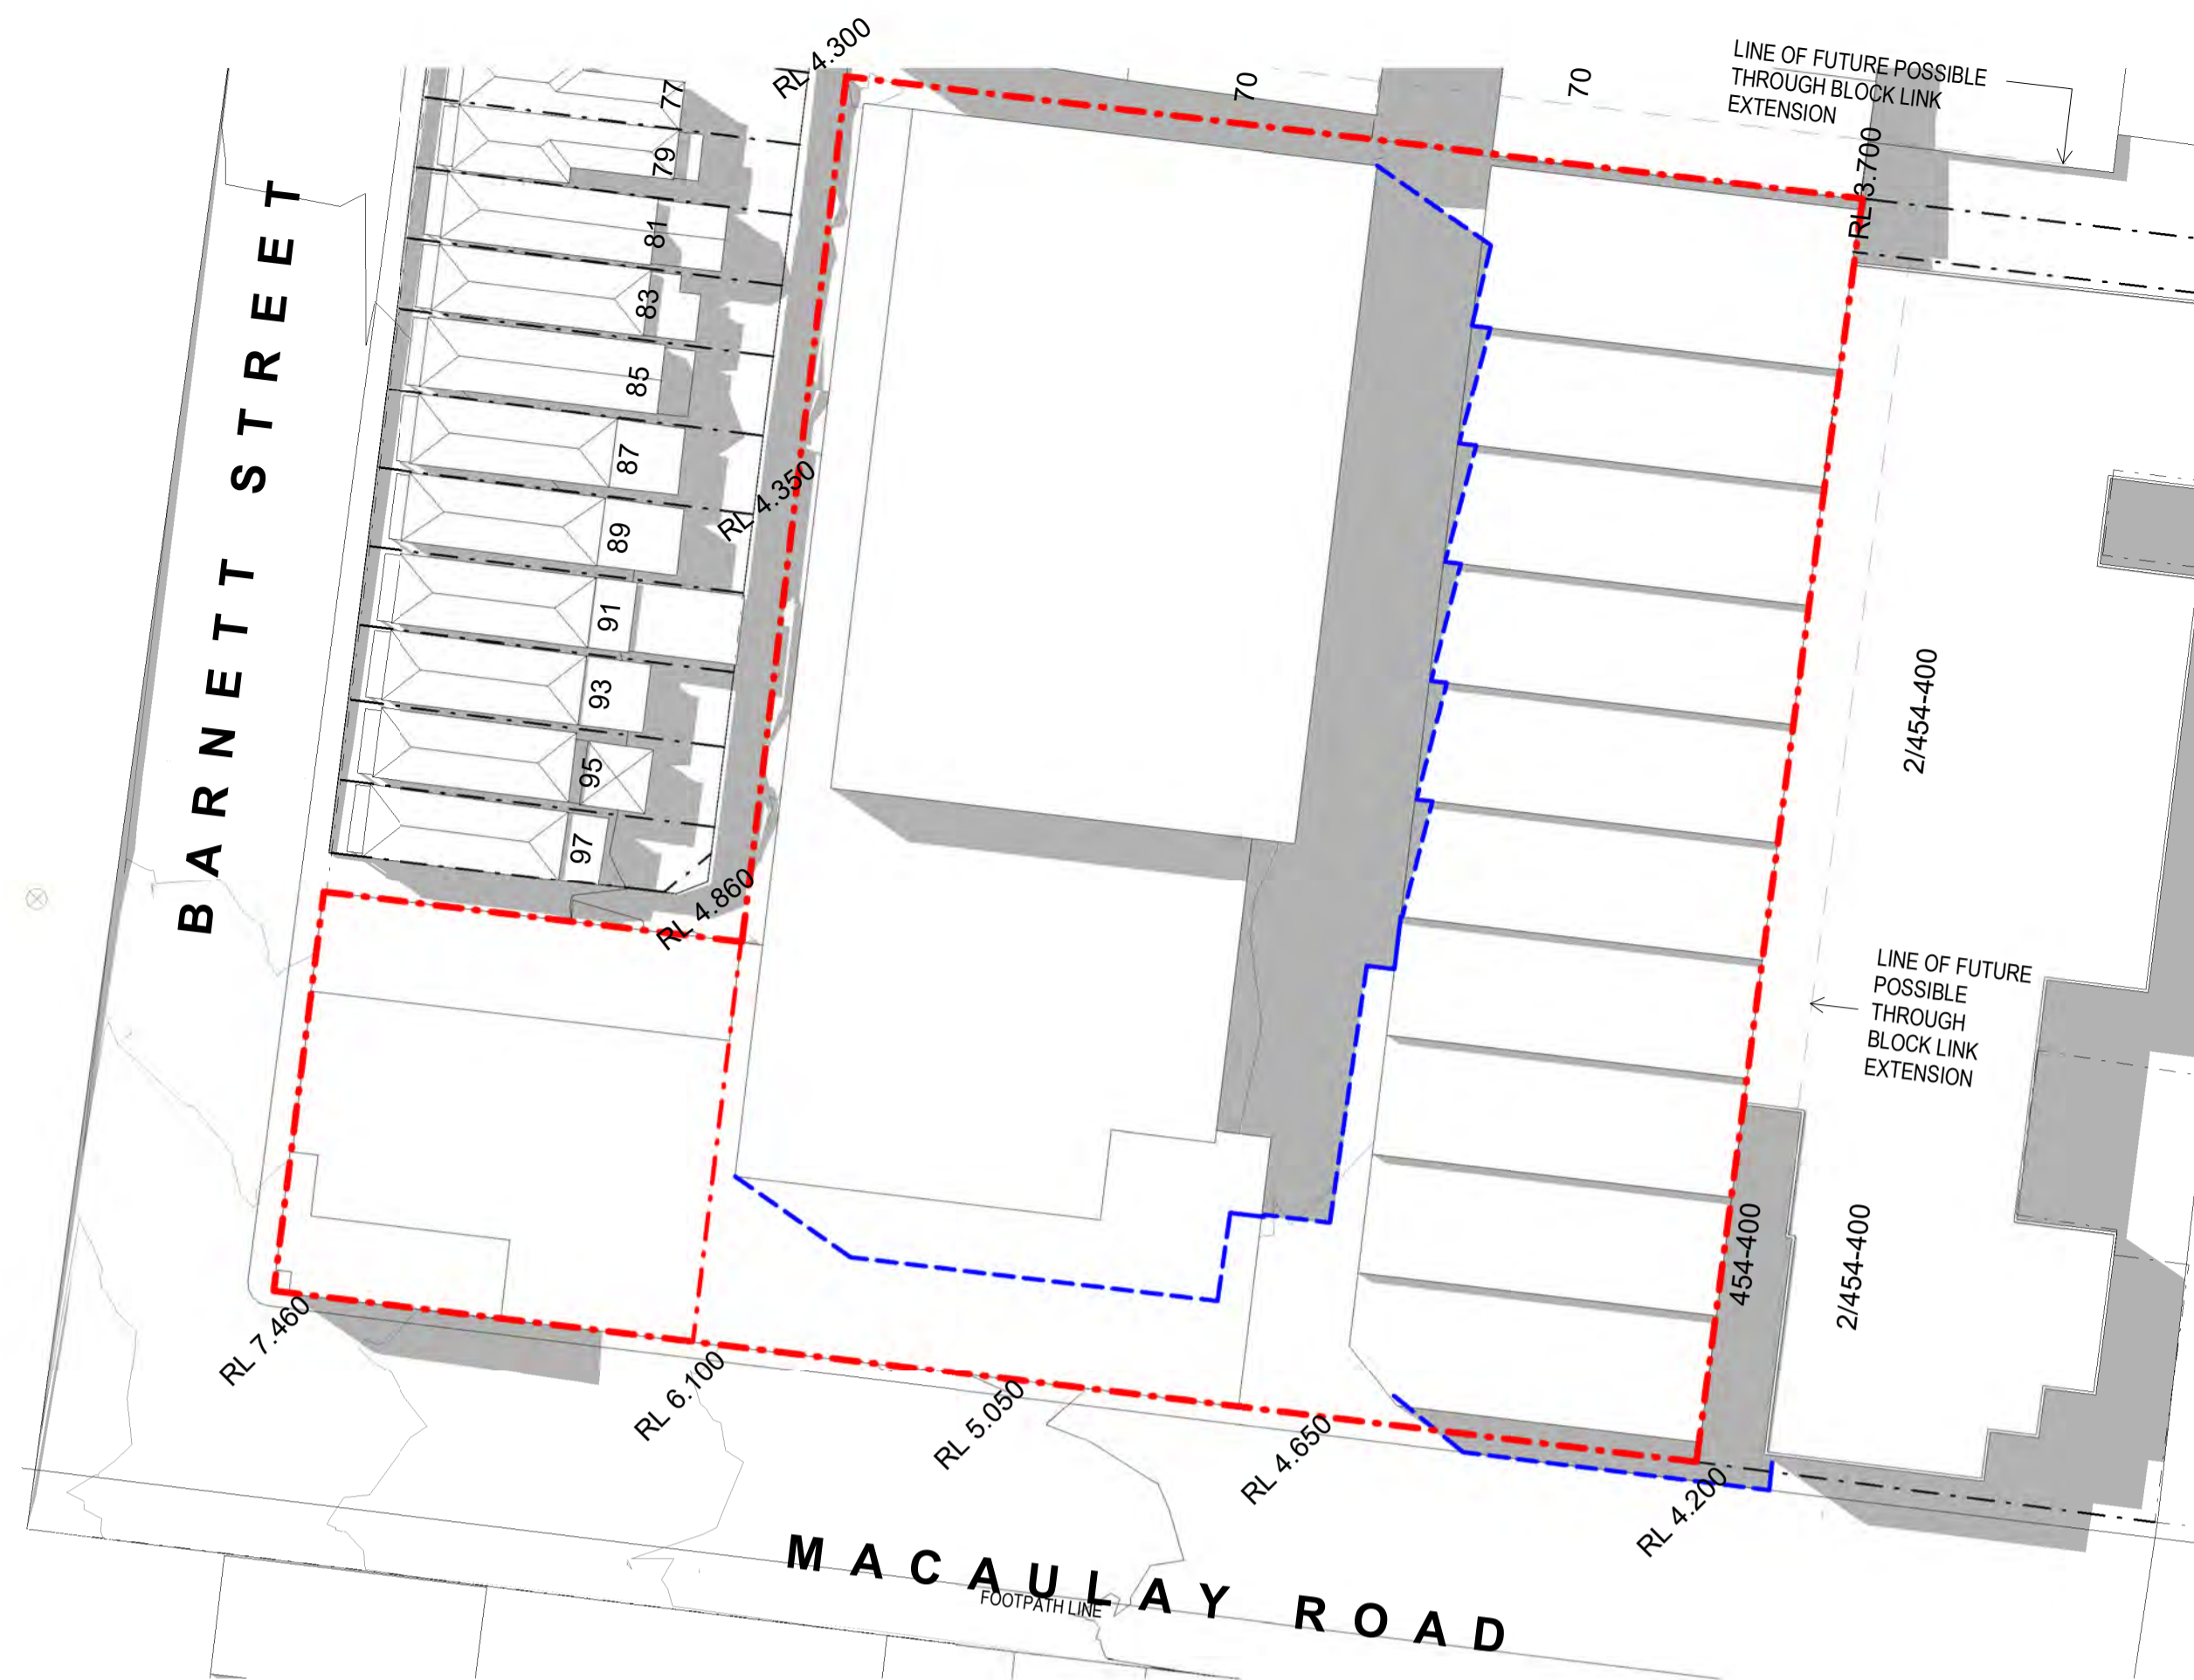 RL 4.300
70
70
LINE OF FUTURE POSSIBLE
THROUGH BLOCK LINK
EXTENSION
RL 3.700
77
79
81
83
85
87
89
91
93
95
97
BARNETT STREET
RL 4.350
RL 4.860
2/454-400
LINE OF FUTURE
POSSIBLE
THROUGH
BLOCK LINK
EXTENSION
454-400
2/454-400
RL 7.460
RL 6.100
RL 5.050
RL 4.650
RL 4.200
MACAULAY ROAD
FOOTPATH LINE